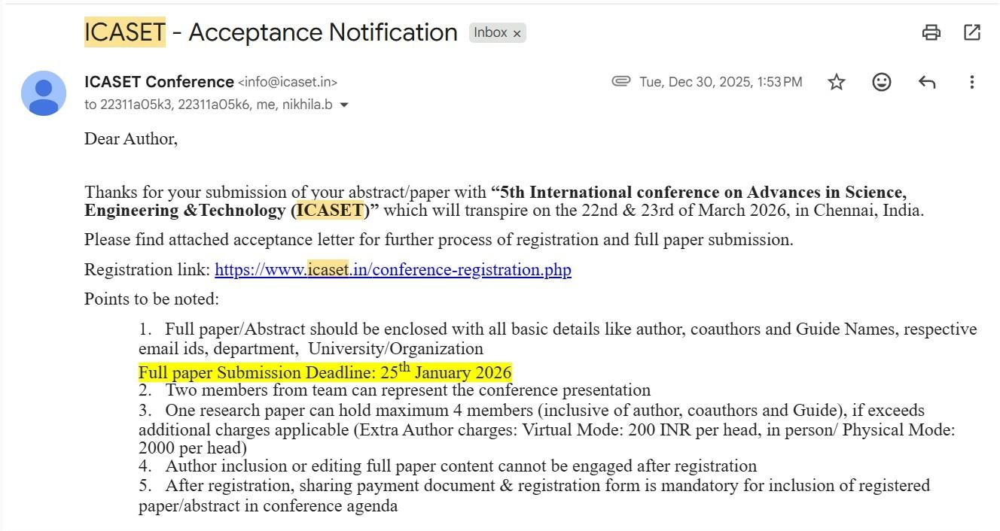 ICASET - Acceptance Notification Inbox ×
ICASET Conference <info@icaset.in> Tue, Dec 30, 2025, 1:53 PM
to 22311a05k3, 22311a05k6, me, nikhila.b
Dear Author,
Thanks for your submission of your abstract/paper with “5th International conference on Advances in Science,
Engineering &Technology (ICASET)” which will transpire on the 22nd & 23rd of March 2026, in Chennai, India.
Please find attached acceptance letter for further process of registration and full paper submission.
Registration link: https://www.icaset.in/conference-registration.php
Points to be noted:
1. Full paper/Abstract should be enclosed with all basic details like author, coauthors and Guide Names, respective
email ids, department, University/Organization
Full paper Submission Deadline: 25th January 2026
2. Two members from team can represent the conference presentation
3. One research paper can hold maximum 4 members (inclusive of author, coauthors and Guide), if exceeds
additional charges applicable (Extra Author charges: Virtual Mode: 200 INR per head, in person/ Physical Mode:
2000 per head)
4. Author inclusion or editing full paper content cannot be engaged after registration
5. After registration, sharing payment document & registration form is mandatory for inclusion of registered
paper/abstract in conference agenda